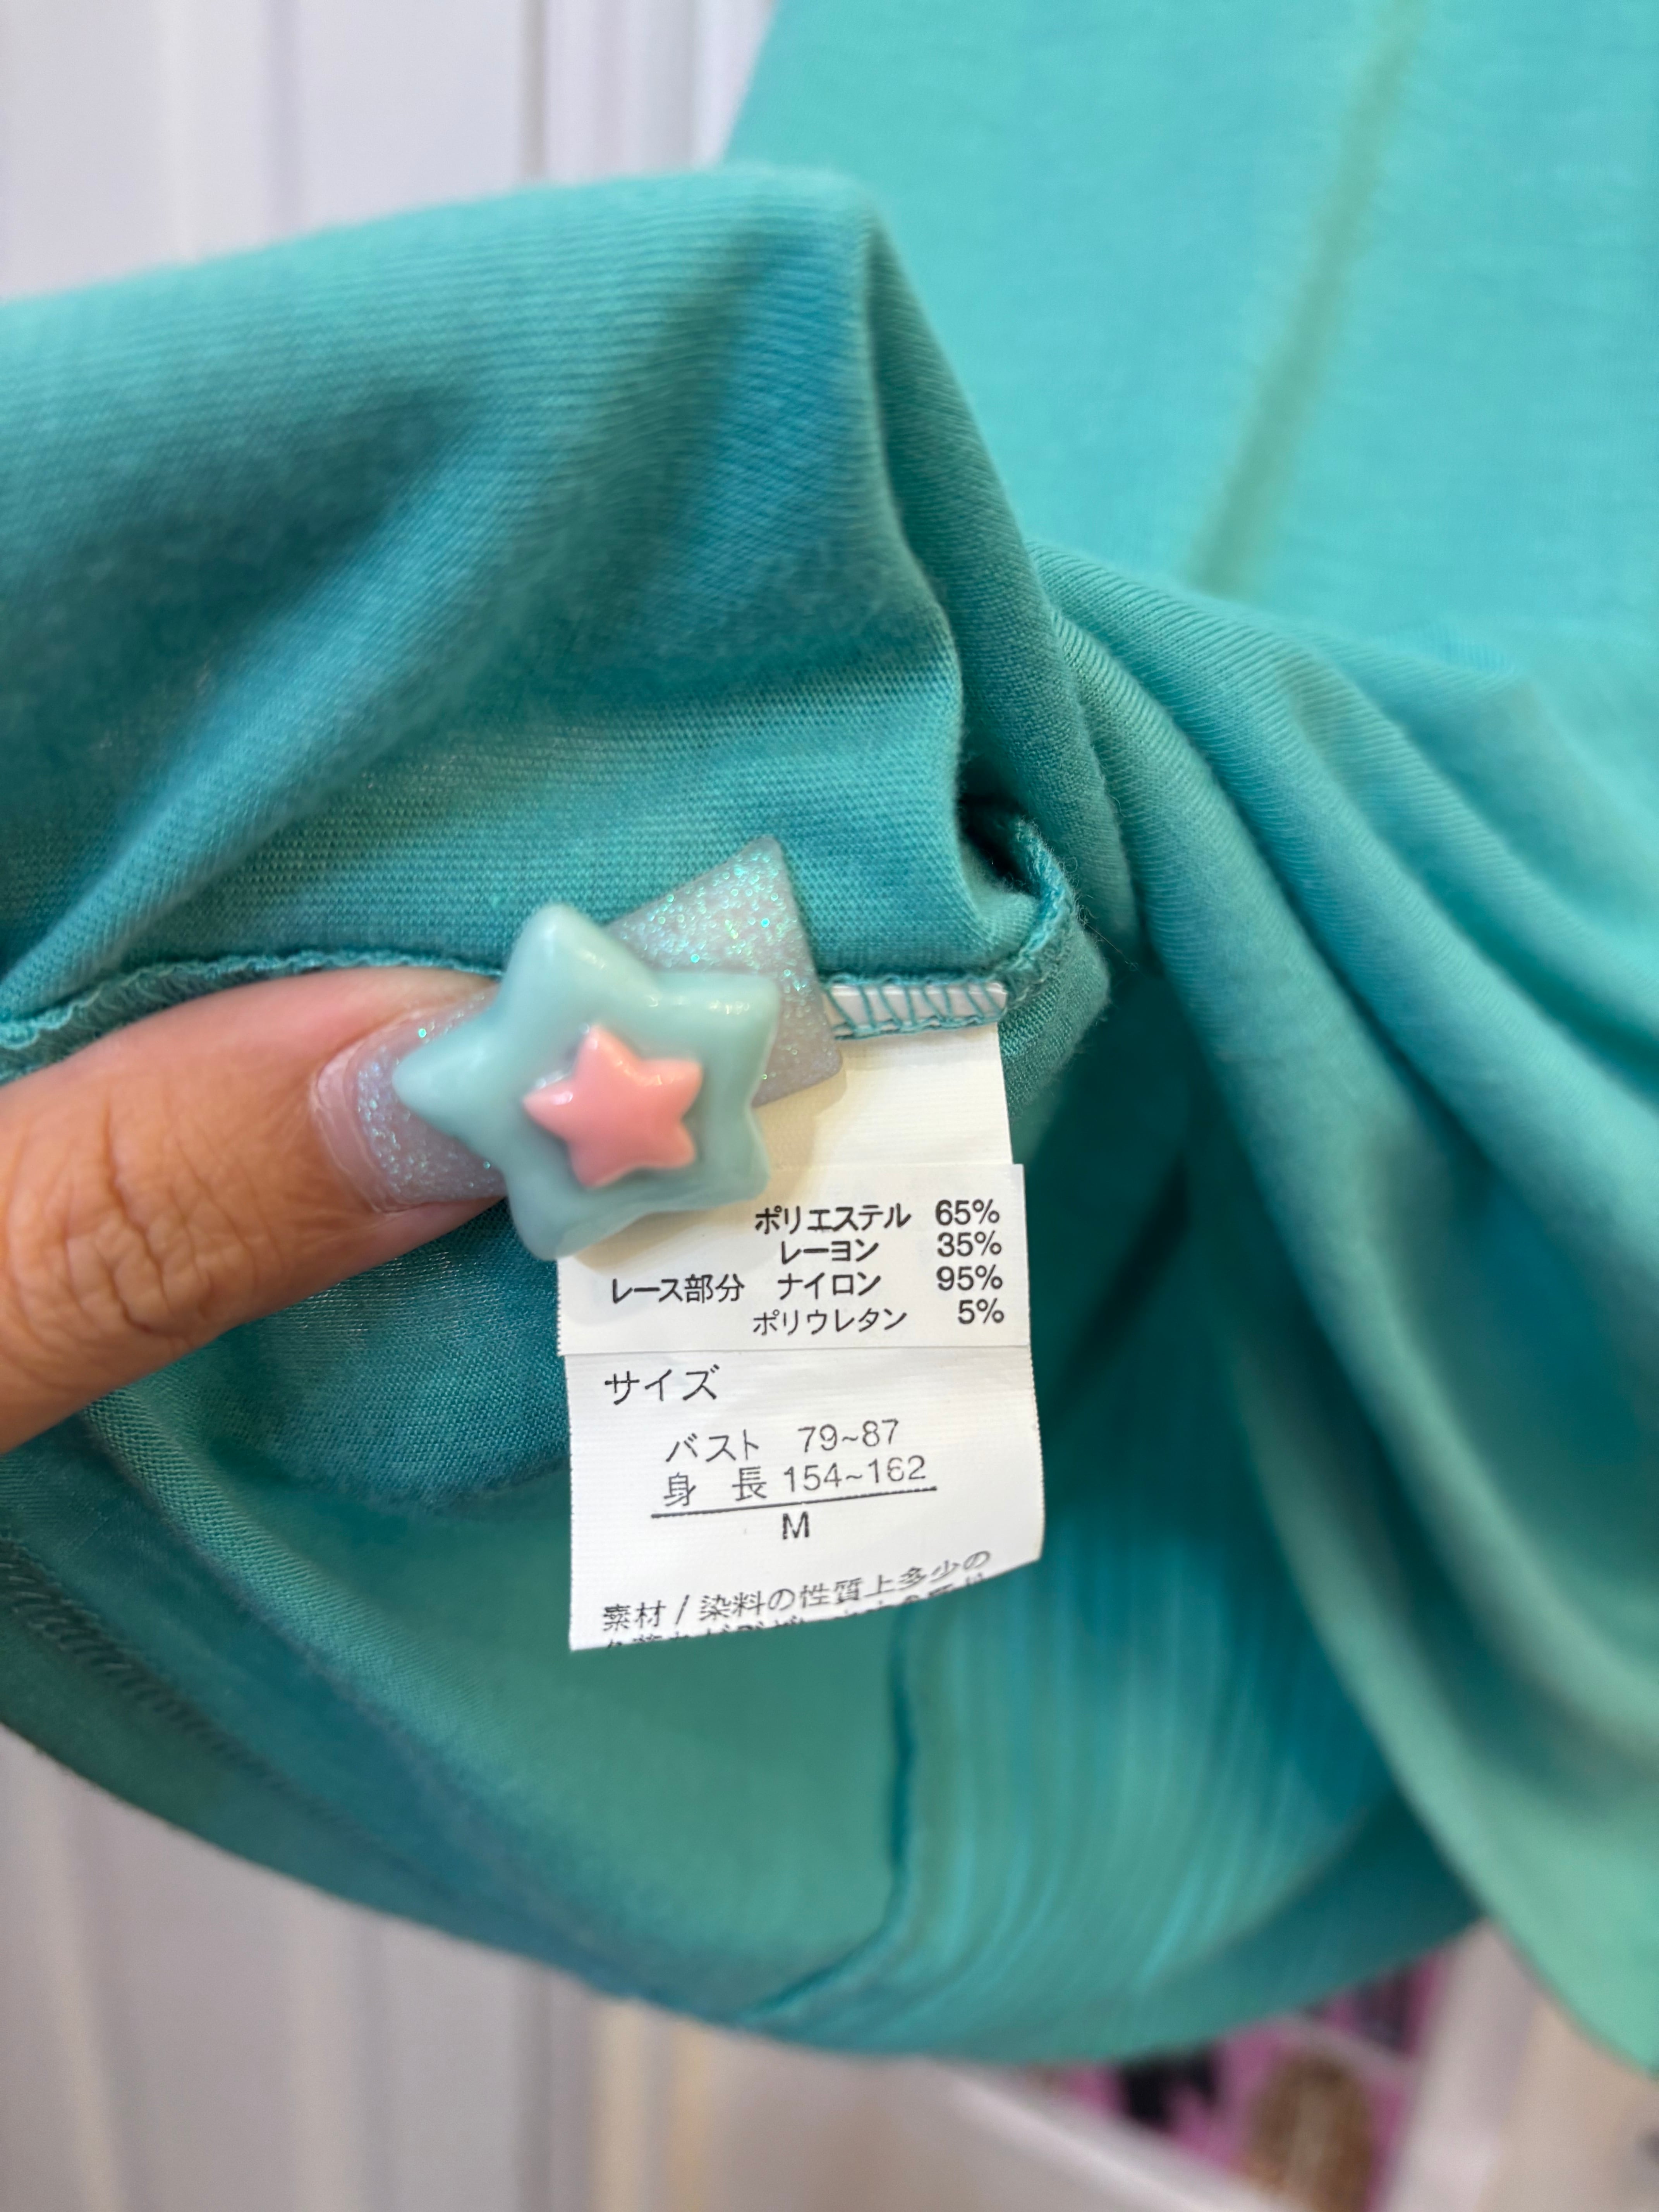 ポリエステル 65%
レーヨン 35%
レース部分 ナイロン 95%
ポリウレタン 5%
サイズ
バスト 79~87
身 長 154~162
M
素材/染料の性質上多少の